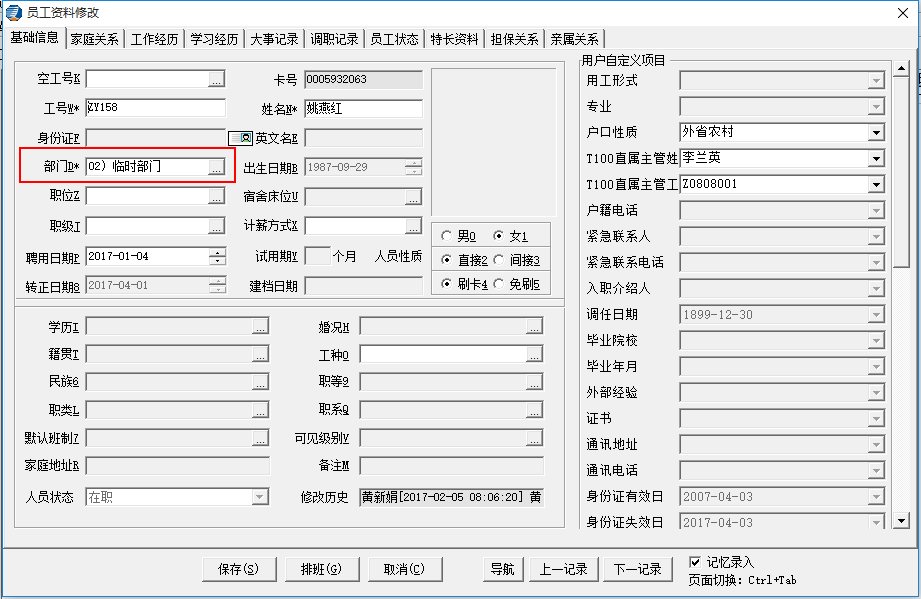 员工资料修改
基础信息 家庭关系 工作经历 学习经历 大事记录 调职记录 员工状态 特长资料 担保关系 亲属关系
空工号K ...
卡号 0005932063
工号W* ZY158
姓名N* 姚燕红
身份证F
英文名E
部门D* 02) 临时部门 ...
出生日期B 1987-09-29
职位Z ...
宿舍床位U ...
职级I ...
计薪方式X ...
男0 女1
聘用日期P 2017-01-04
试用期Y 个月 人员性质
直接2 间接3
转正日期8 2017-04-01
建档日期
刷卡4 免刷5
学历I ...
婚况H ...
籍贯T ...
工种O ...
民族6 ...
职等9 ...
职类L ...
职系Q ...
默认班制7 ...
可见级别V ...
家庭地址R
备注M
人员状态 在职
修改历史 黄新娟[2017-02-05 08:06:20] 黄
用户自定义项目
用工形式
专业
户口性质 外省农村
T100直属主管姓 李兰英
T100直属主管工 Z0808001
户籍电话
紧急联系人
紧急联系电话
入职介绍人
调任日期 1899-12-30
毕业院校
毕业年月
外部经验
证书
通讯地址
通讯电话
身份证有效日 2007-04-03
身份证失效日 2017-04-03
保存(S) 排班(G) 取消(C) 导航 上一记录 下一记录
记忆录入
页面切换: Ctrl+Tab